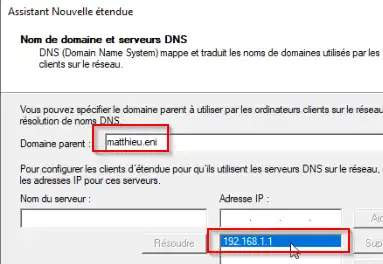 Assistant Nouvelle étendue
Nom de domaine et serveurs DNS
DNS (Domain Name System) mappe et traduit les noms de domaines utilisés par les
clients sur le réseau.
Vous pouvez spécifier le domaine parent à utiliser par les ordinateurs clients sur le réseau
résolution de noms DNS.
Domaine parent : matthieu.eni
Pour configurer les clients d'étendue pour qu'ils utilisent les serveurs DNS sur le réseau,
les adresses IP pour ces serveurs.
Nom du serveur : Adresse IP :
Résoudre 192.168.1.1 Sup